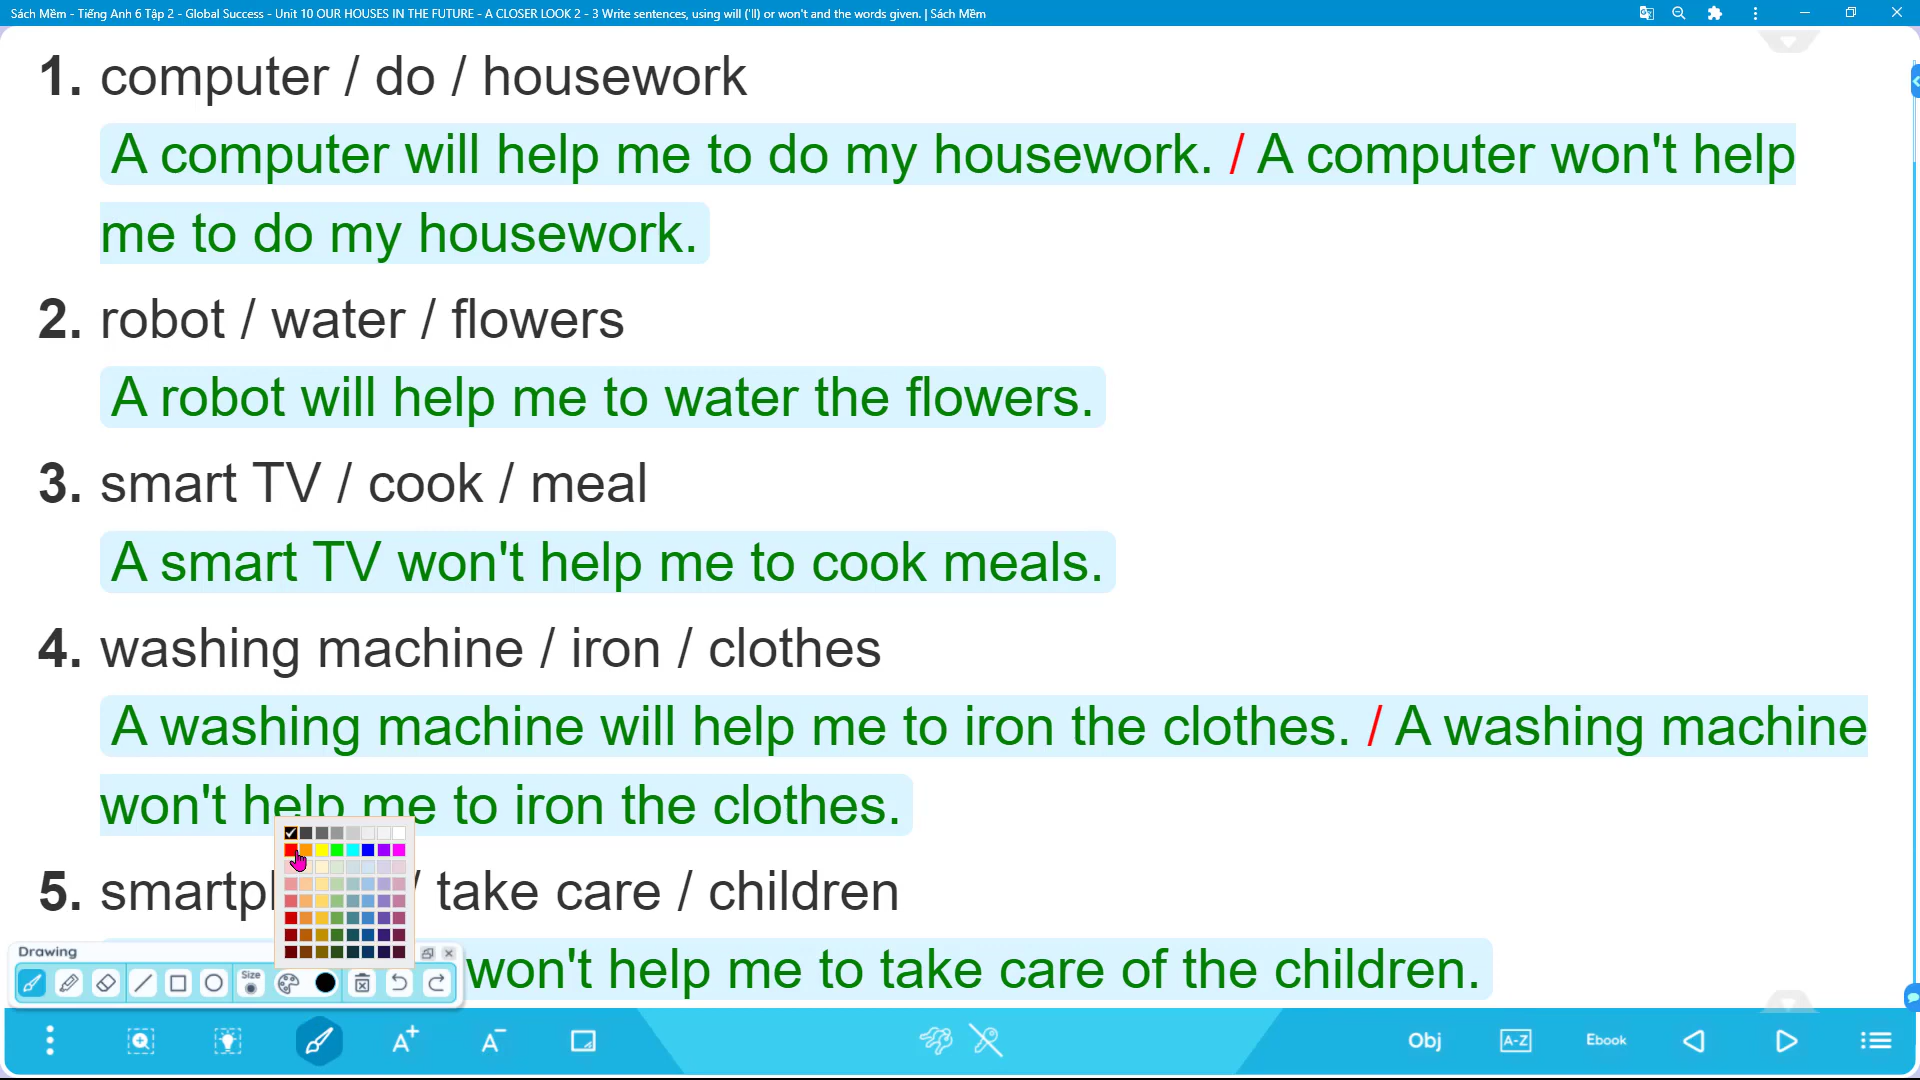 Sách Mềm - Tiếng Anh 6 Tập 2 - Global Success - Unit 10 OUR HOUSES IN THE FUTURE - A CLOSER LOOK 2 - 3 Write sentences, using will ('ll) or won't and the words given. | Sách Mềm
1. computer / do / housework
A computer will help me to do my housework. / A computer won't help
me to do my housework.
2. robot / water / flowers
A robot will help me to water the flowers.
3. smart TV / cook / meal
A smart TV won't help me to cook meals.
4. washing machine / iron / clothes
A washing machine will help me to iron the clothes. / A washing machine
won't help me to iron the clothes.
5. / take care / children
won't help me to take care of the children.
Drawing
Size
A+ A- Obj A-Z Ebook